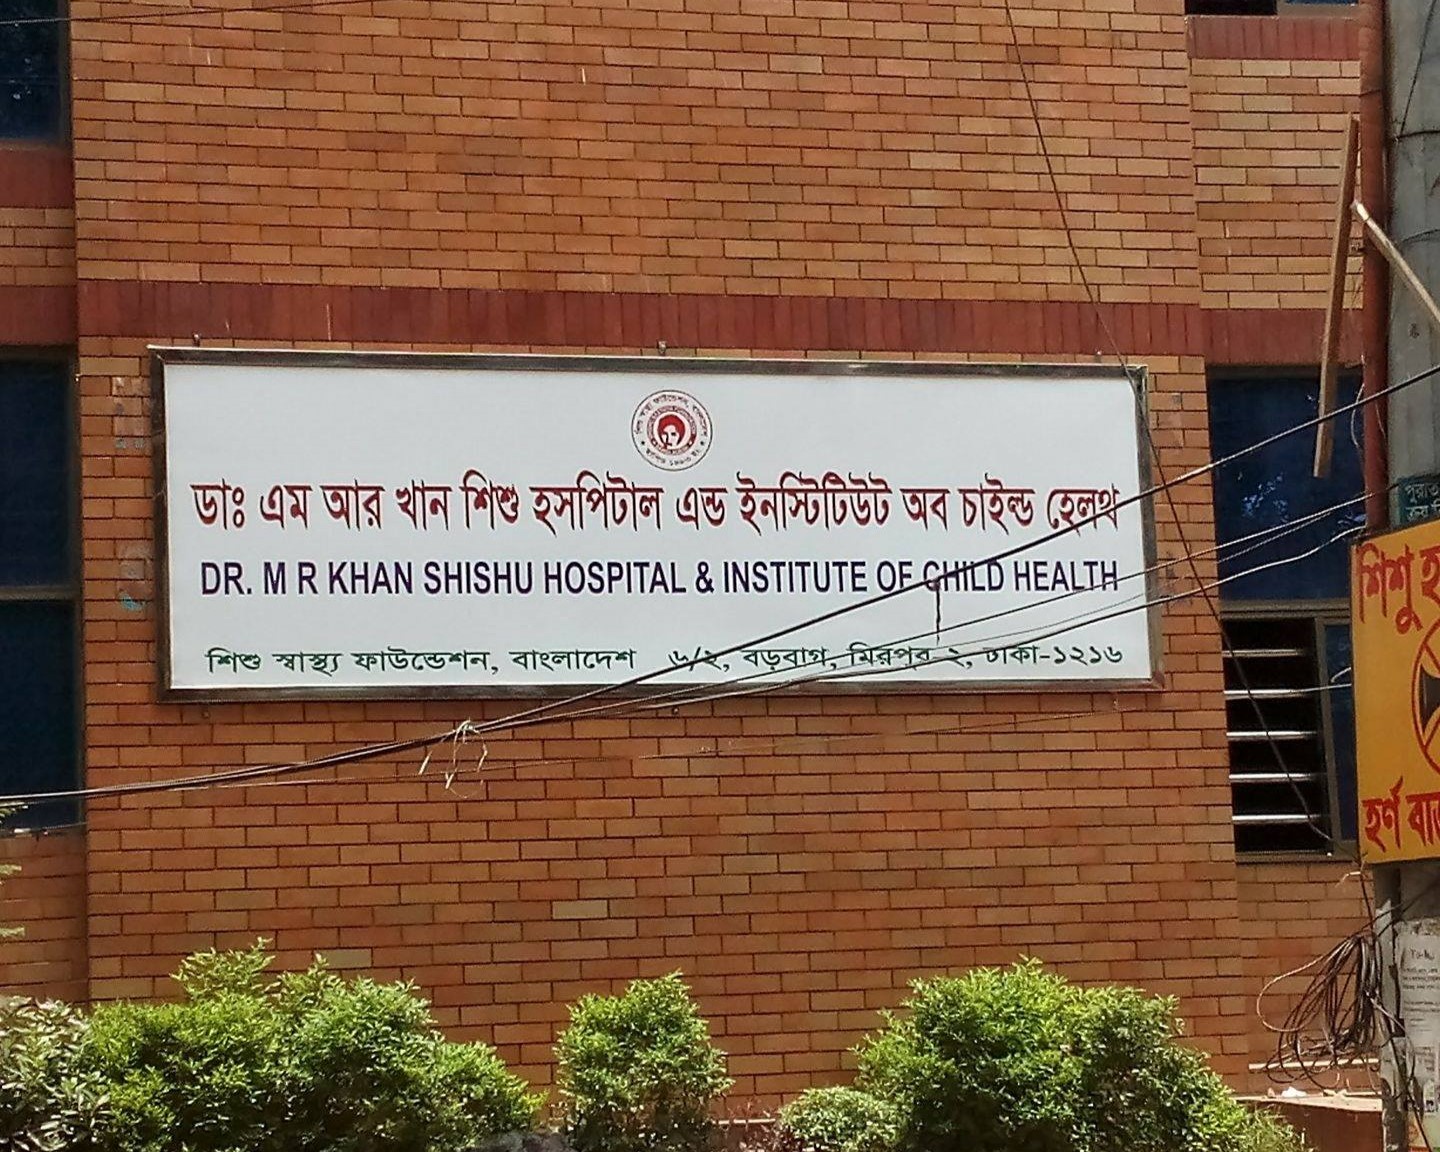 ডাঃ এম আর খান শিশু হসপিটাল এন্ড ইনস্টিটিউট অব চাইল্ড হেলথ
DR. M R KHAN SHISHU HOSPITAL & INSTITUTE OF CHILD HEALTH
শিশু স্বাস্থ্য ফাউন্ডেশন, বাংলাদেশ ৬/২, বড়বাগ, মিরপুর ২, ঢাকা-১২১৬
শিশু হ
হর্ণ বাজ